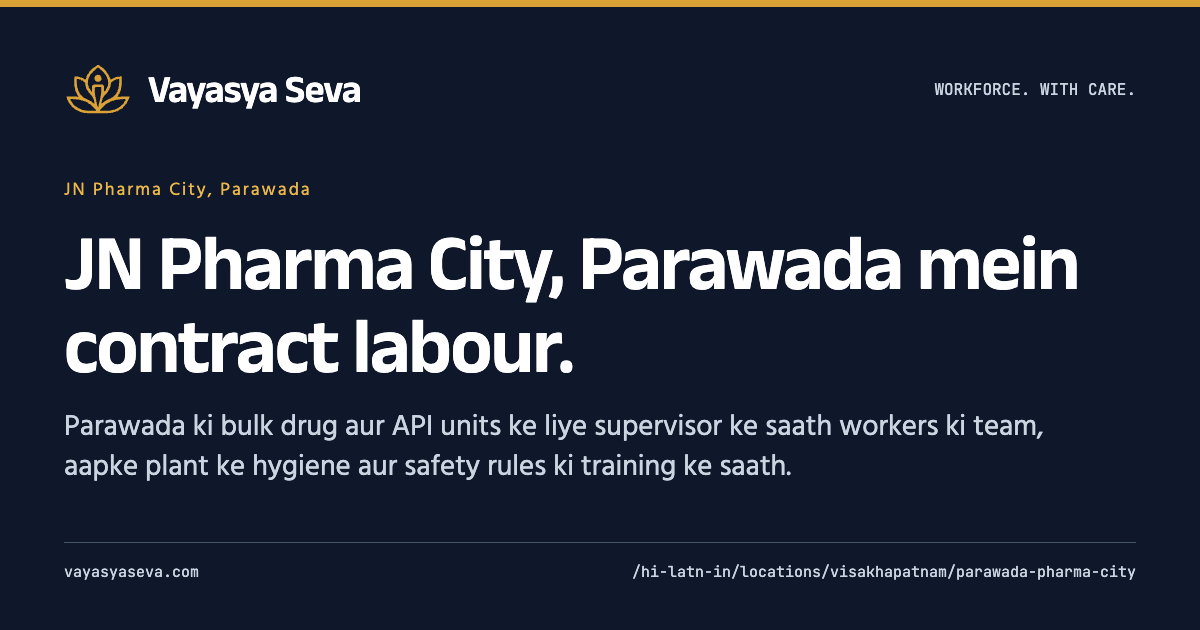 Vayasya Seva
WORKFORCE. WITH CARE.
JN Pharma City, Parawada
JN Pharma City, Parawada mein
contract labour.
Parawada ki bulk drug aur API units ke liye supervisor ke saath workers ki team,
aapke plant ke hygiene aur safety rules ki training ke saath.
vayasyaseva.com
/hi-latn-in/locations/visakhapatnam/parawada-pharma-city